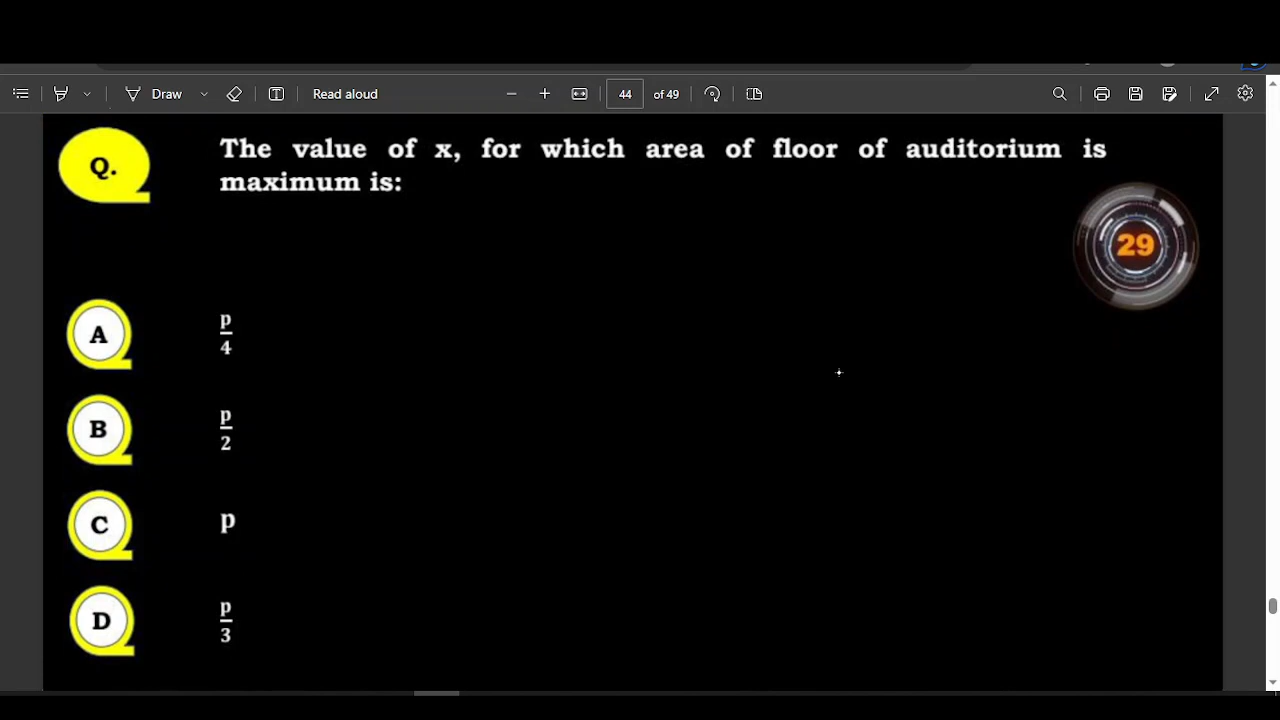 Draw
Read aloud
44 of 49
Q. The value of x, for which area of floor of auditorium is
maximum is:
29
A p/4
B p/2
C p
D p/3